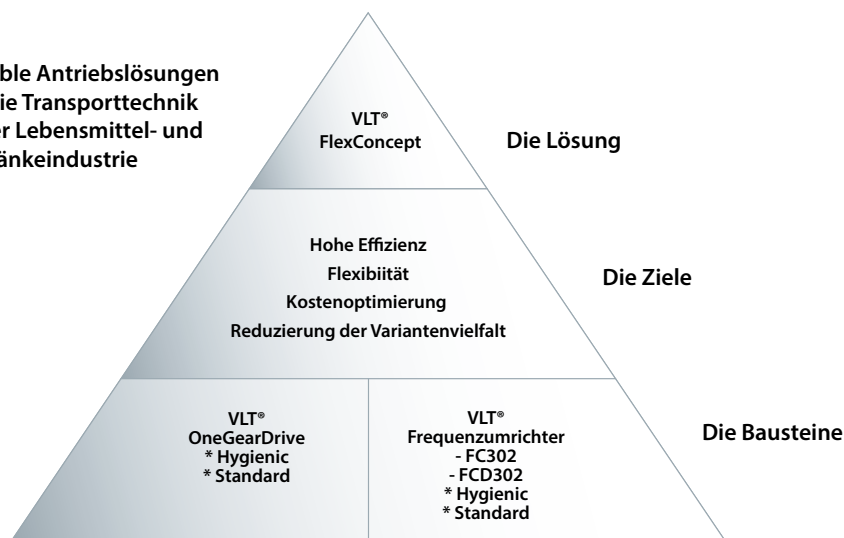 ble Antriebslösungen
ie Transporttechnik
r Lebensmittel- und
änkeindustrie
VLT®
FlexConcept
Die Lösung
Hohe Effizienz
Flexibiität
Kostenoptimierung
Reduzierung der Variantenvielfalt
Die Ziele
VLT®
OneGearDrive
* Hygienic
* Standard
VLT®
Frequenzumrichter
- FC302
- FCD302
* Hygienic
* Standard
Die Bausteine